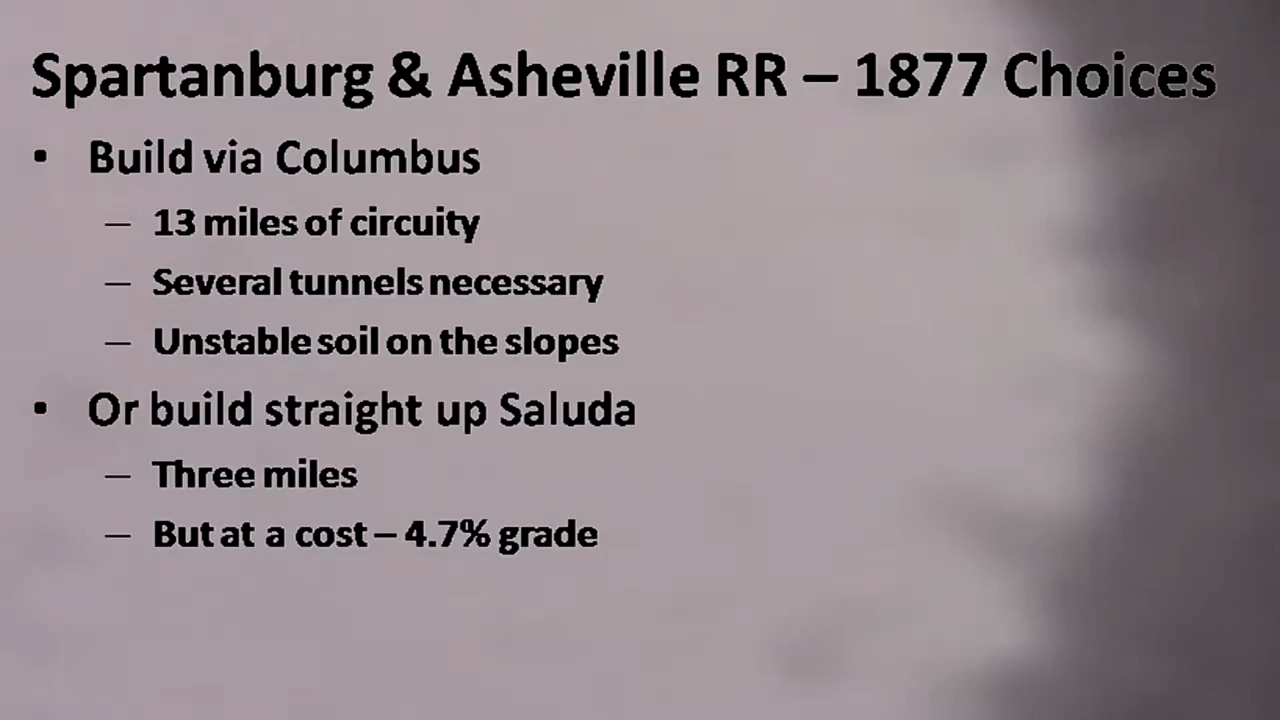 Spartanburg & Asheville RR – 1877 Choices
• Build via Columbus
– 13 miles of circuity
– Several tunnels necessary
– Unstable soil on the slopes
• Or build straight up Saluda
– Three miles
– But at a cost – 4.7% grade